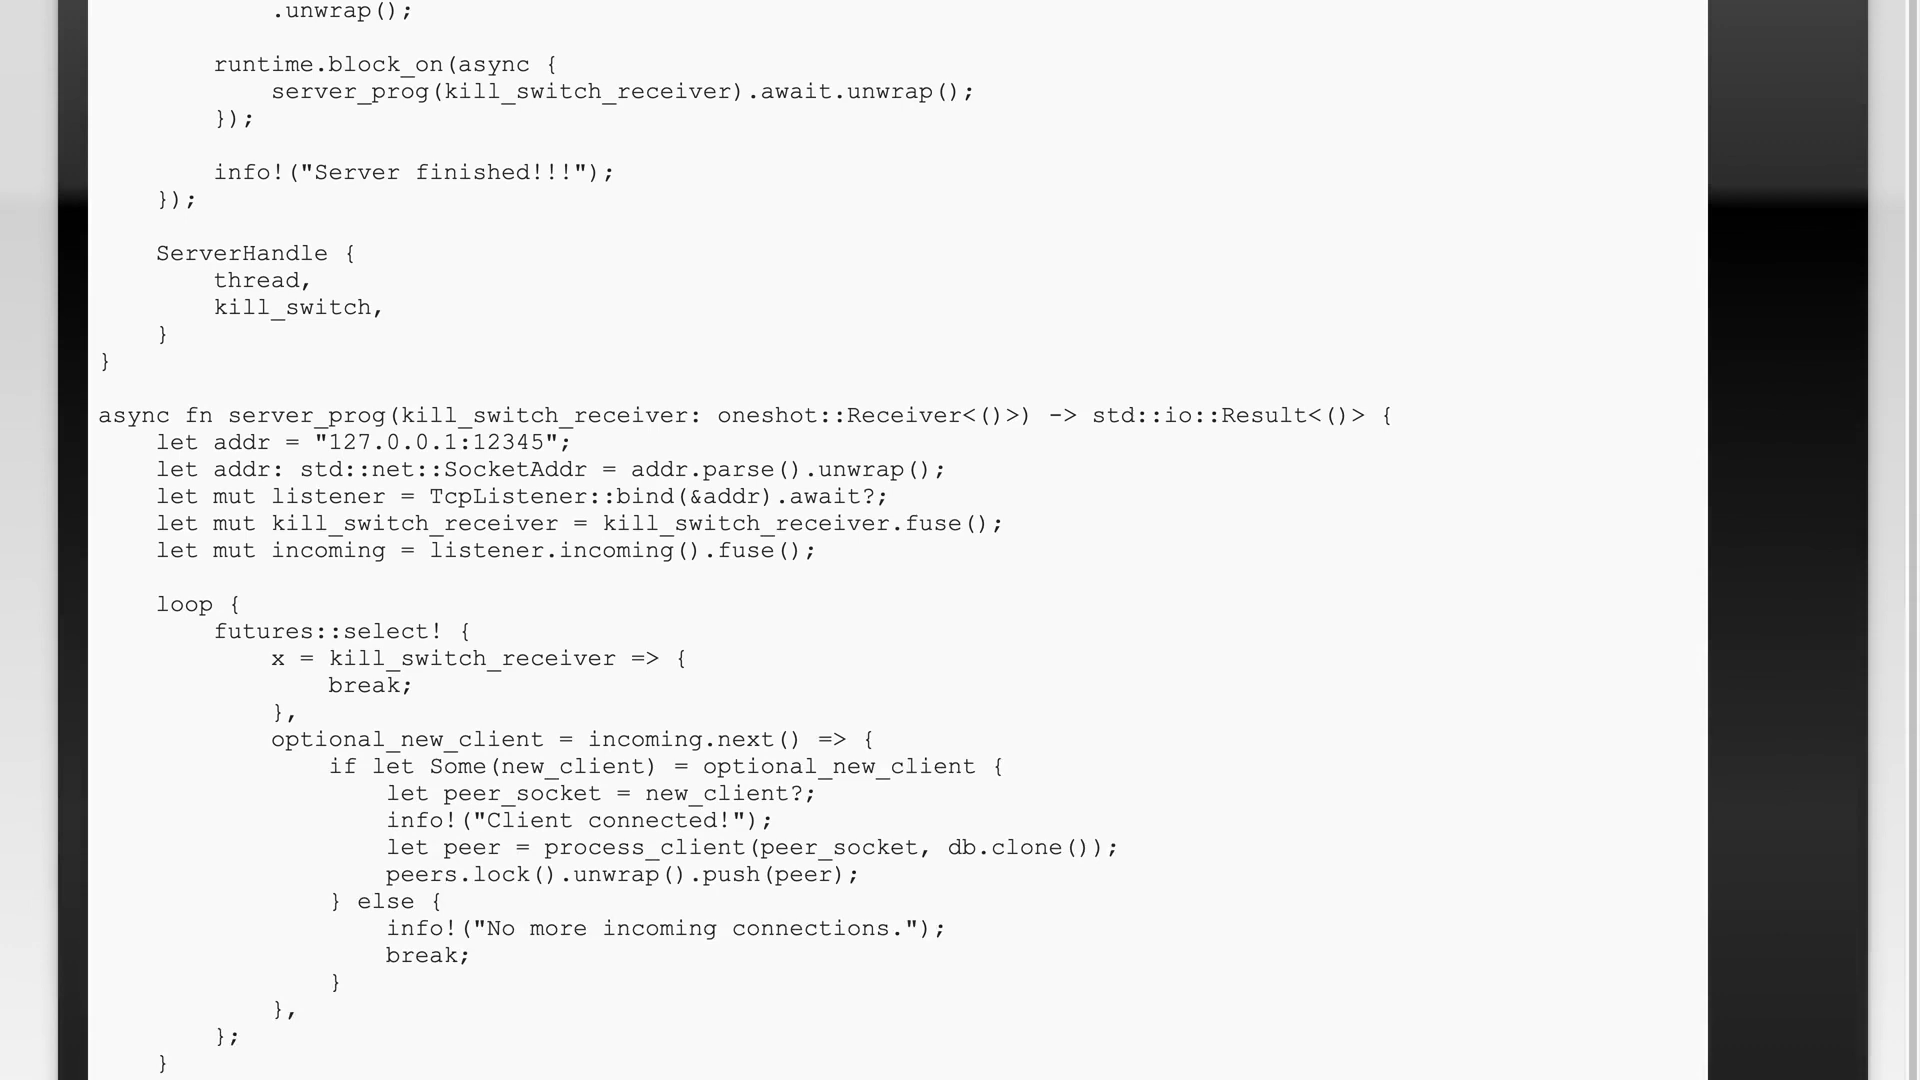 .unwrap();

        runtime.block_on(async {
            server_prog(kill_switch_receiver).await.unwrap();
        });

        info!("Server finished!!!");
    });

    ServerHandle {
        thread,
        kill_switch,
    }
}

async fn server_prog(kill_switch_receiver: oneshot::Receiver<()>) -> std::io::Result<()> {
    let addr = "127.0.0.1:12345";
    let addr: std::net::SocketAddr = addr.parse().unwrap();
    let mut listener = TcpListener::bind(&addr).await?;
    let mut kill_switch_receiver = kill_switch_receiver.fuse();
    let mut incoming = listener.incoming().fuse();

    loop {
        futures::select! {
            x = kill_switch_receiver => {
                break;
            },
            optional_new_client = incoming.next() => {
                if let Some(new_client) = optional_new_client {
                    let peer_socket = new_client?;
                    info!("Client connected!");
                    let peer = process_client(peer_socket, db.clone());
                    peers.lock().unwrap().push(peer);
                } else {
                    info!("No more incoming connections.");
                    break;
                }
            },
        };
    }